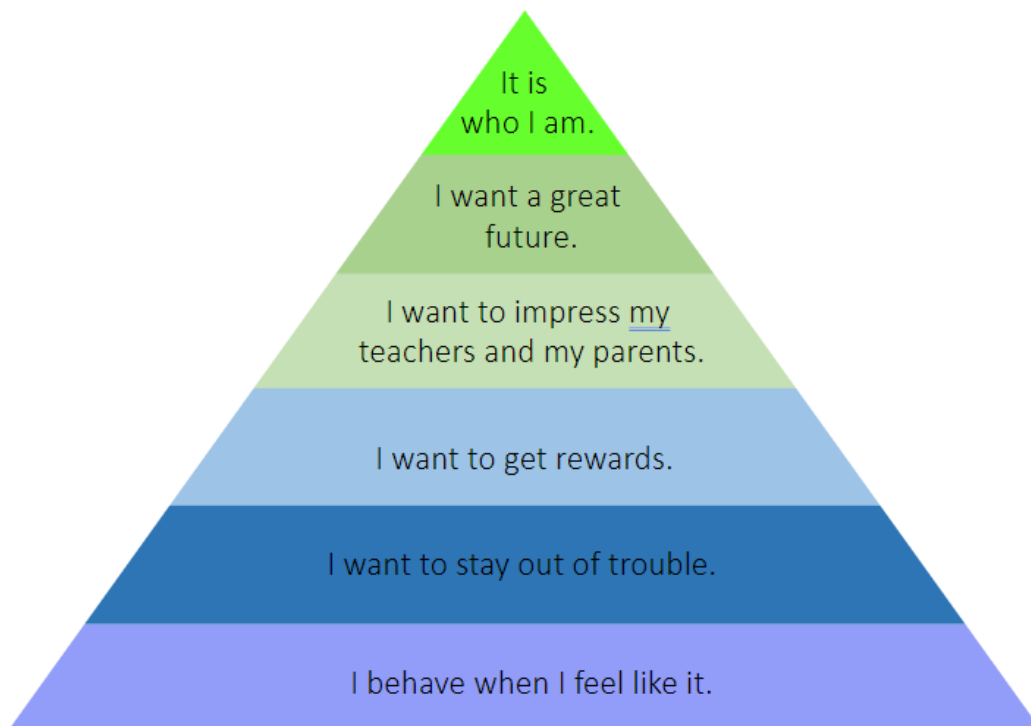 It is
who I am.
I want a great
future.
I want to impress my
teachers and my parents.
I want to get rewards.
I want to stay out of trouble.
I behave when I feel like it.